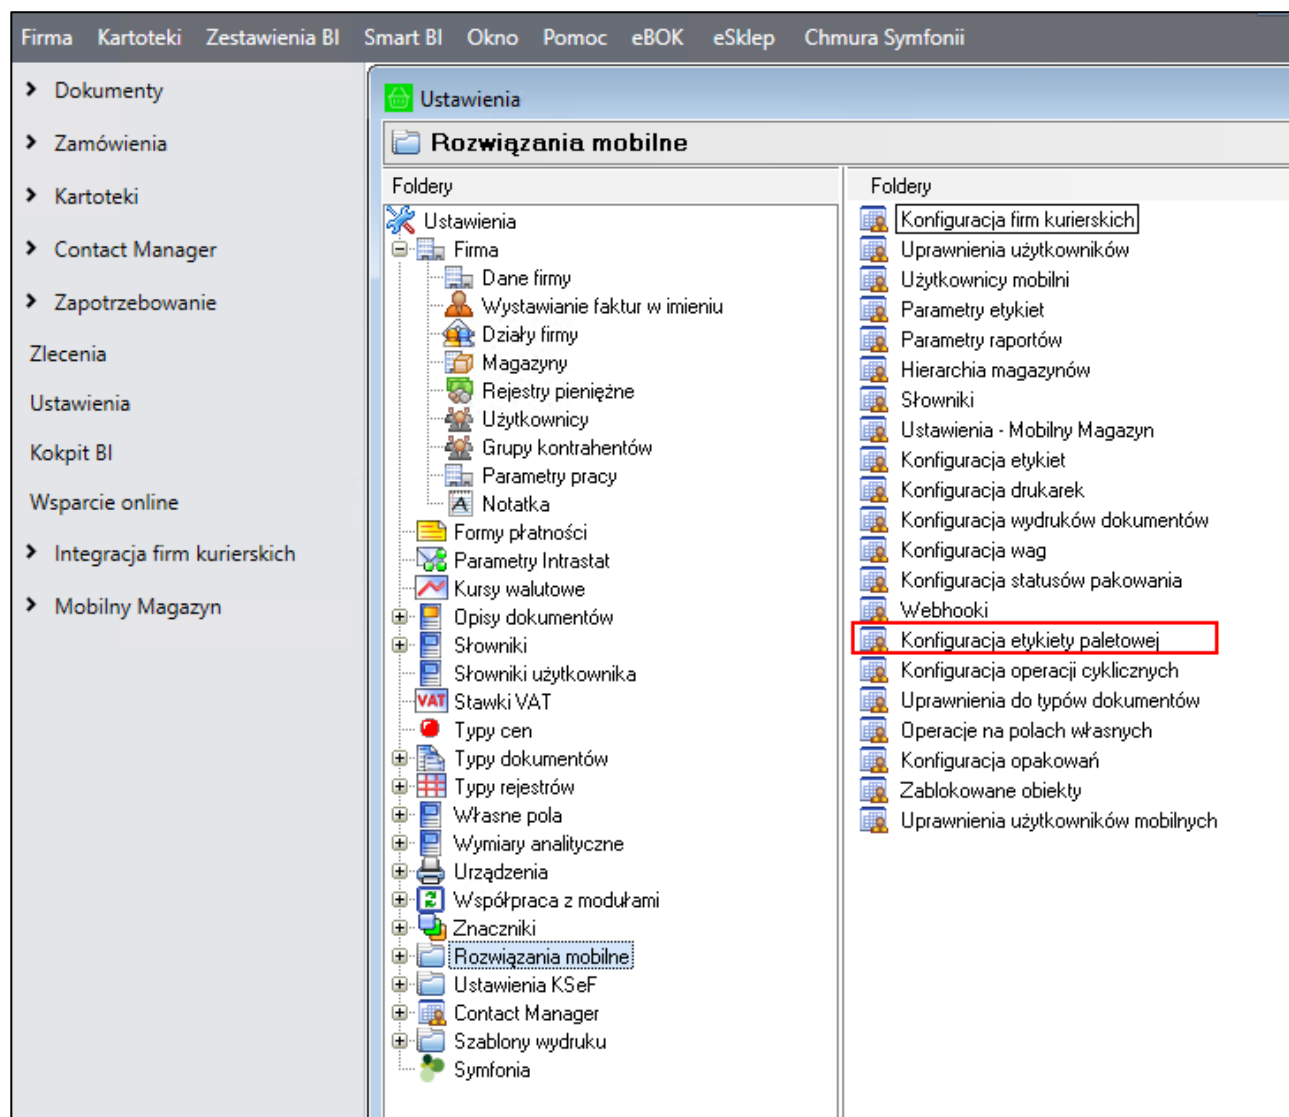 Firma Kartoteki Zestawienia BI Smart BI Okno Pomoc eBOK eSklep Chmura Symfonii
Dokumenty
Zamówienia
Kartoteki
Contact Manager
Zapotrzebowanie
Zlecenia
Ustawienia
Kokpit BI
Wsparcie online
Integracja firm kurierskich
Mobilny Magazyn
Ustawienia
Rozwiązania mobilne
Foldery
Ustawienia
Firma
Dane firmy
Wystawianie faktur w imieniu
Działy firmy
Magazyny
Rejestry pieniężne
Użytkownicy
Grupy kontrahentów
Parametry pracy
Notatka
Formy płatności
Parametry Intrastat
Kursy walutowe
Opisy dokumentów
Słowniki
Słowniki użytkownika
VAT Stawki VAT
Typy cen
Typy dokumentów
Typy rejestrów
Własne pola
Wymiary analityczne
Urządzenia
Współpraca z modułami
Znaczniki
Rozwiązania mobilne
Ustawienia KSeF
Contact Manager
Szablony wydruku
Symfonia
Foldery
Konfiguracja firm kurierskich
Uprawnienia użytkowników
Użytkownicy mobilni
Parametry etykiet
Parametry raportów
Hierarchia magazynów
Słowniki
Ustawienia - Mobilny Magazyn
Konfiguracja etykiet
Konfiguracja drukarek
Konfiguracja wydruków dokumentów
Konfiguracja wag
Konfiguracja statusów pakowania
Webhooki
Konfiguracja etykiety paletowej
Konfiguracja operacji cyklicznych
Uprawnienia do typów dokumentów
Operacje na polach własnych
Konfiguracja opakowań
Zablokowane obiekty
Uprawnienia użytkowników mobilnych